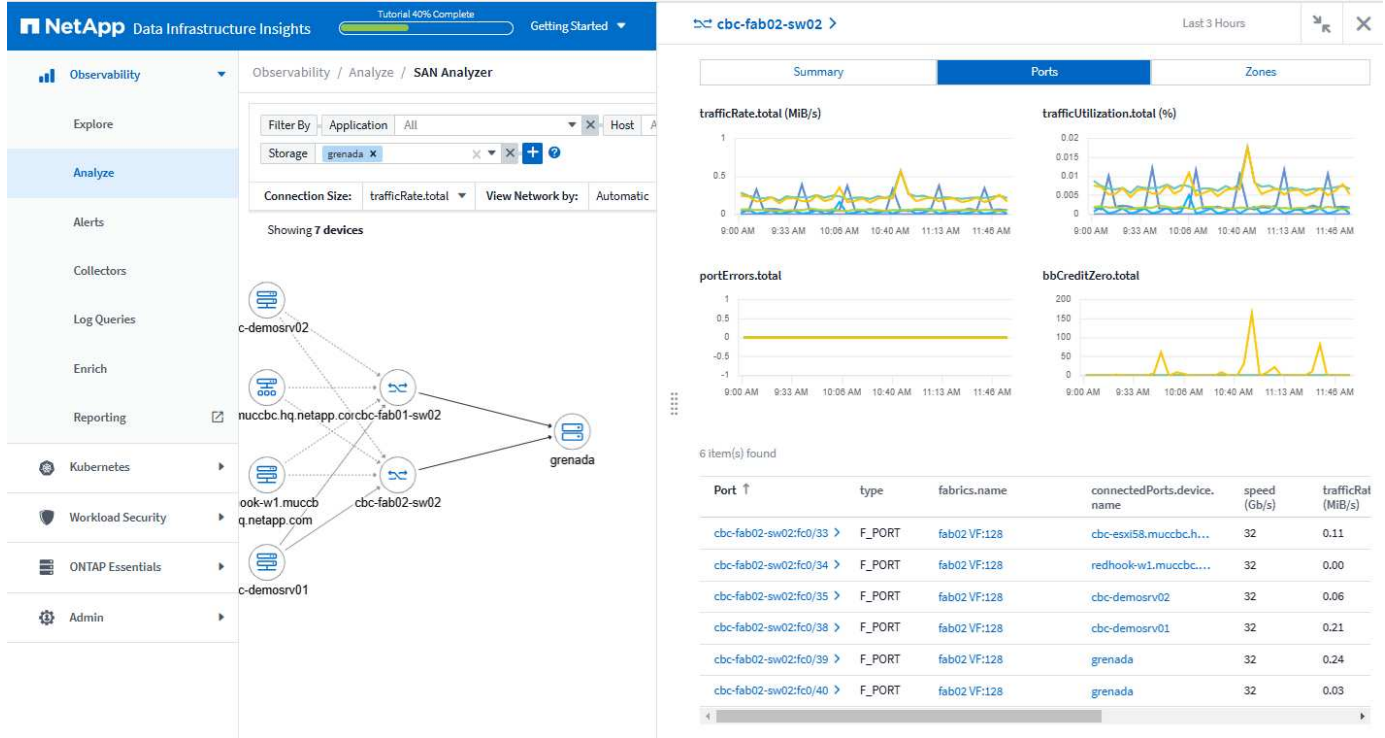 NetApp Data Infrastructure Insights
Tutorial 40% Complete
Getting Started
Observability
Explore
Analyze
Alerts
Collectors
Log Queries
Enrich
Reporting
Kubernetes
Workload Security
ONTAP Essentials
Admin
Observability / Analyze / SAN Analyzer
Filter By Application All Host
Storage grenada
Connection Size: trafficRate.total View Network by: Automatic
Showing 7 devices
c-demosrv02
muccbc.hq.netapp.cor
cbc-fab01-sw02
grenada
ook-w1.muccb
q.netapp.com
cbc-fab02-sw02
c-demosrv01
cbc-fab02-sw02
Last 3 Hours
Summary Ports Zones
trafficRate.total (MiB/s)
1
0.5
0
9:00 AM 9:33 AM 10:06 AM 10:40 AM 11:13 AM 11:46 AM
trafficUtilization.total (%)
0.02
0.015
0.01
0.005
0
9:00 AM 9:33 AM 10:06 AM 10:40 AM 11:13 AM 11:46 AM
portErrors.total
1
0.5
0
-0.5
-1
9:00 AM 9:33 AM 10:06 AM 10:40 AM 11:13 AM 11:46 AM
bbCreditZero.total
200
150
100
50
0
9:00 AM 9:33 AM 10:06 AM 10:40 AM 11:13 AM 11:46 AM
6 item(s) found
Port type fabrics.name connectedPorts.device.name speed (Gb/s) trafficRat (MiB/s)
cbc-fab02-sw02:fc0/33 F_PORT fab02 VF:128 cbc-esxi58.muccbc.h... 32 0.11
cbc-fab02-sw02:fc0/34 F_PORT fab02 VF:128 redhook-w1.muccbc.... 32 0.00
cbc-fab02-sw02:fc0/35 F_PORT fab02 VF:128 cbc-demosrv02 32 0.06
cbc-fab02-sw02:fc0/38 F_PORT fab02 VF:128 cbc-demosrv01 32 0.21
cbc-fab02-sw02:fc0/39 F_PORT fab02 VF:128 grenada 32 0.24
cbc-fab02-sw02:fc0/40 F_PORT fab02 VF:128 grenada 32 0.03